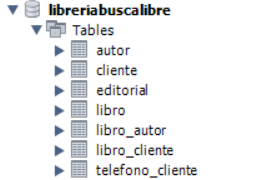 libreriabuscalibre
Tables
autor
cliente
editorial
libro
libro_autor
libro_cliente
telefono_cliente